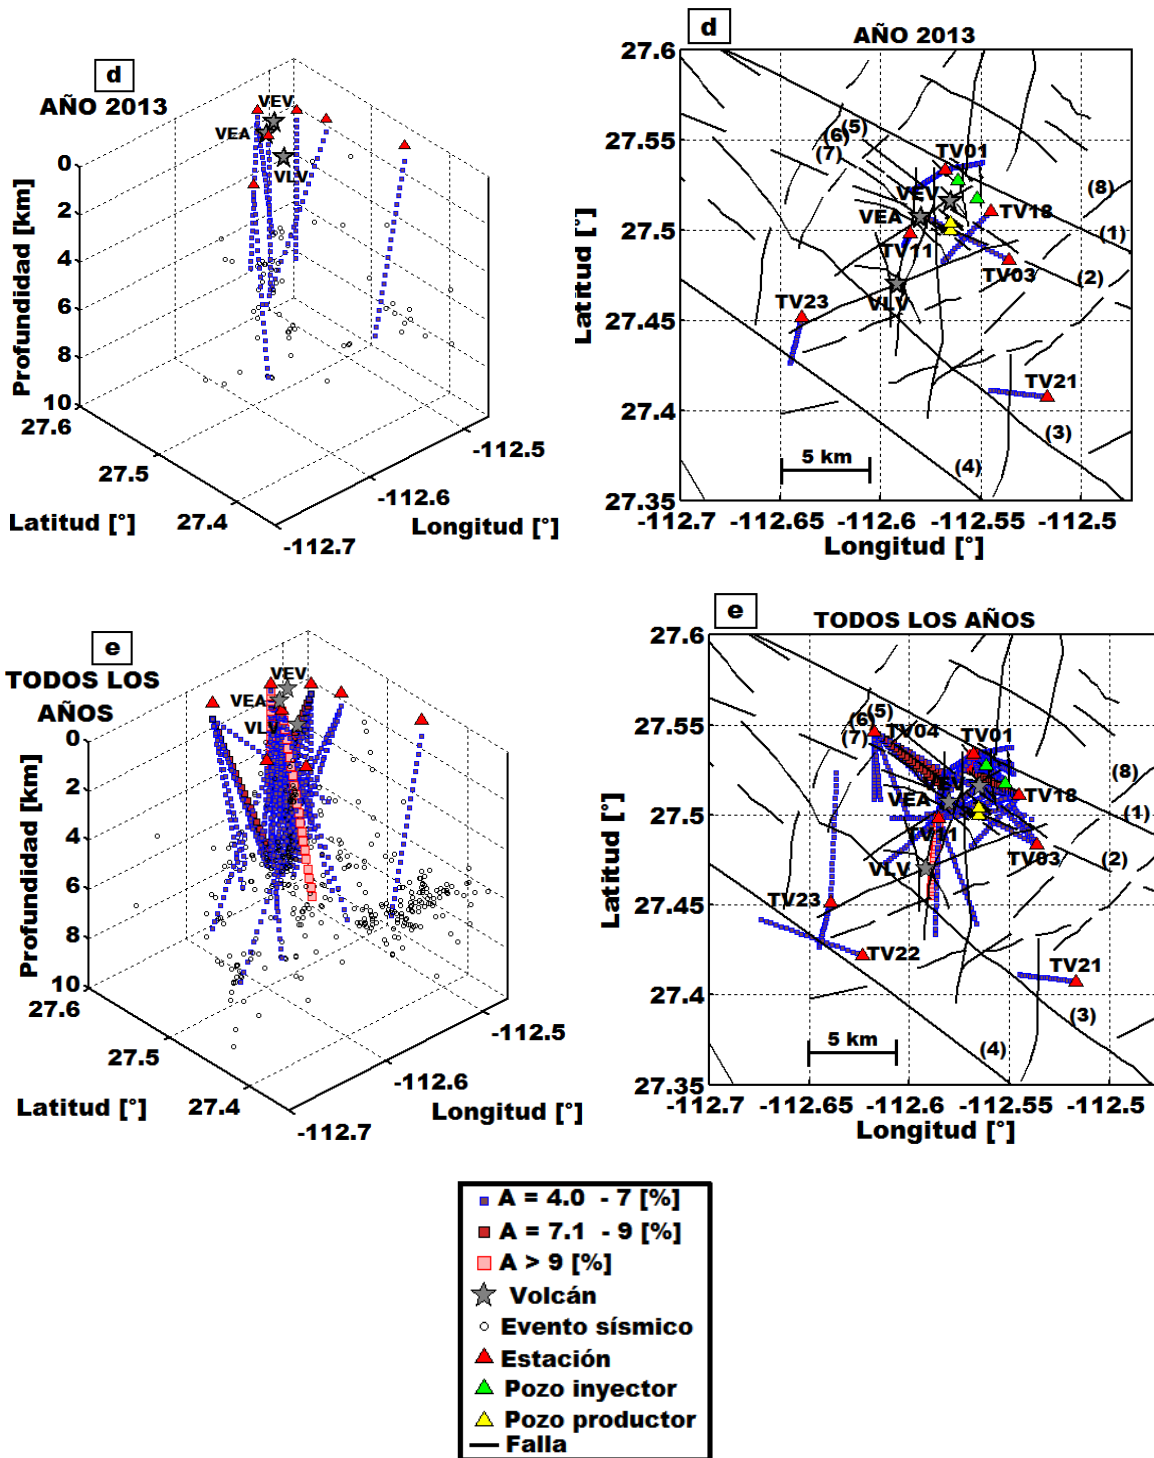 d
AÑO 2013
VEV
VEA
VLV
0
2
4
6
8
10
Profundidad [km]
27.6
27.5
27.4
Latitud [°]
-112.7
-112.6
-112.5
Longitud [°]
d
AÑO 2013
27.6
27.55
27.5
27.45
27.4
27.35
Latitud [°]
(5)
(6)
(7)
TV01
(8)
VEV
VEA
TV18
(1)
TV11
TV03
(2)
VLV
TV23
TV21
(3)
(4)
5 km
-112.7 -112.65 -112.6 -112.55 -112.5
Longitud [°]
e
TODOS LOS
AÑOS
VEV
VEA
VLV
0
2
4
6
8
10
Profundidad [km]
27.6
27.5
27.4
Latitud [°]
-112.7
-112.6
-112.5
Longitud [°]
e
TODOS LOS AÑOS
27.6
27.55
27.5
27.45
27.4
27.35
Latitud [°]
(5)
(6)
(7)
TV04
TV01
(8)
VEA
TV18
(1)
TV11
TV03
(2)
VLV
TV23
TV22
TV21
(3)
(4)
5 km
-112.7 -112.65 -112.6 -112.55 -112.5
Longitud [°]
A = 4.0 - 7 [%]
A = 7.1 - 9 [%]
A > 9 [%]
Volcán
Evento sísmico
Estación
Pozo inyector
Pozo productor
Falla